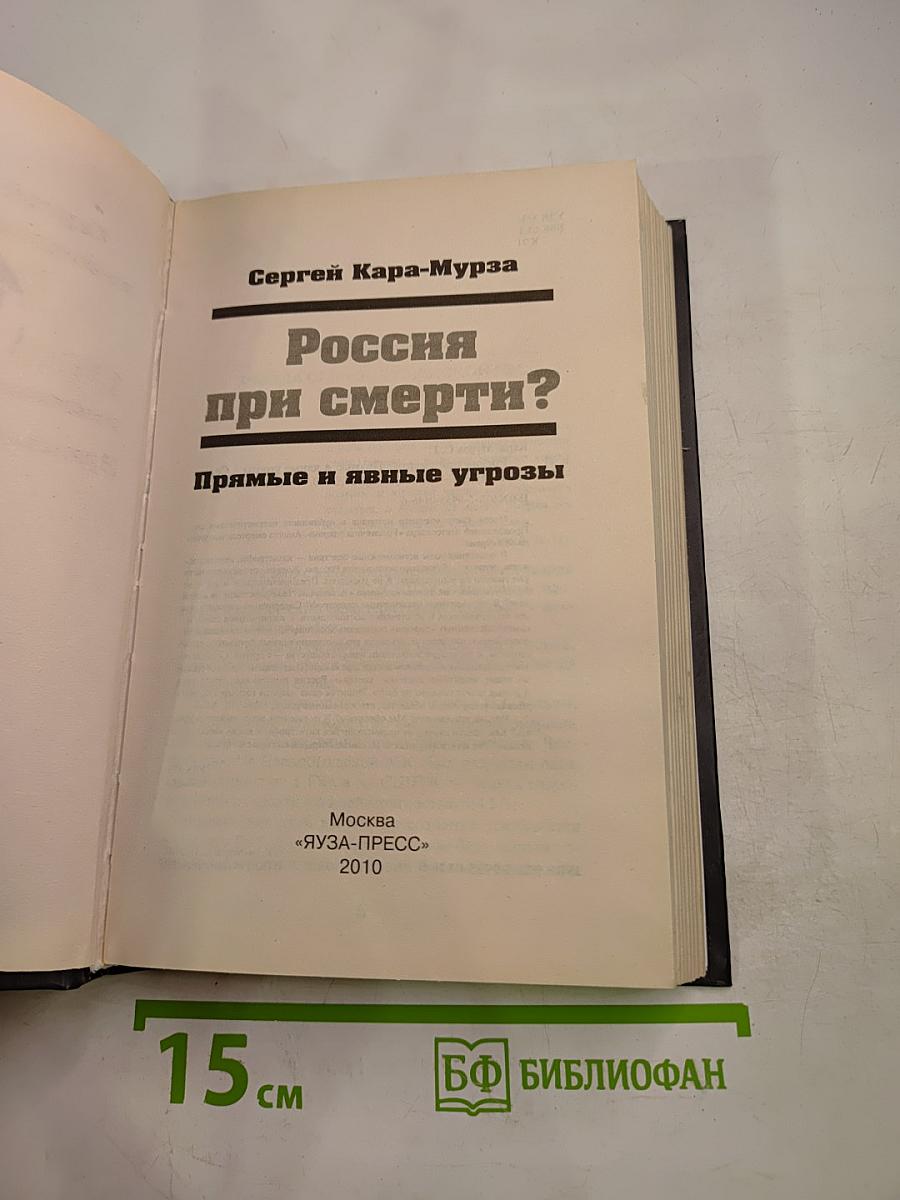 Сергей Кара-Мурза
Россия
при смерти?
Прямые и явные угрозы
Москва
«ЯУЗА-ПРЕСС»
2010
15 см
БФ БИБЛИОФАН